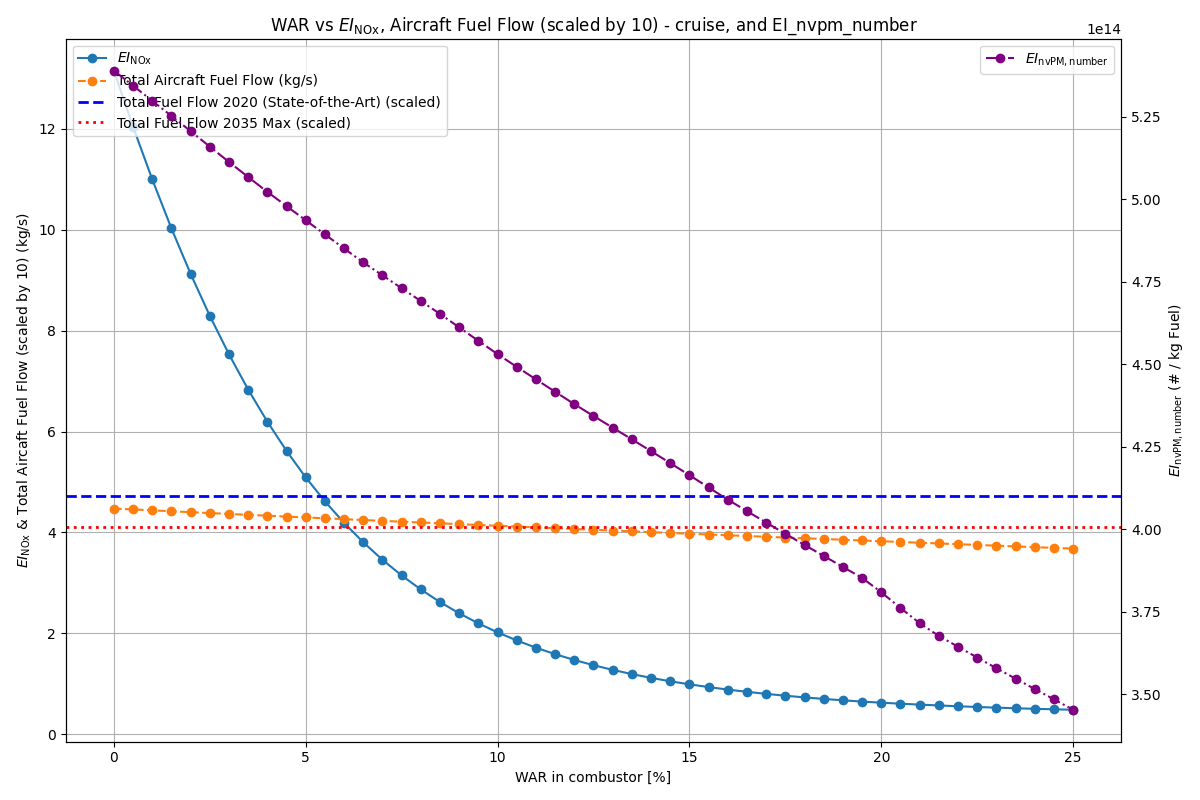 WAR vs EI_NOx, Aircraft Fuel Flow (scaled by 10) - cruise, and EI_nvpm_number
1e14
EI_NOx
Total Aircraft Fuel Flow (kg/s)
Total Fuel Flow 2020 (State-of-the-Art) (scaled)
Total Fuel Flow 2035 Max (scaled)
EI_nvPM, number
EI_NOx & Total Aircaft Fuel Flow (scaled by 10) (kg/s)
12
10
8
6
4
2
0
5.25
5.00
4.75
4.50
4.25
4.00
3.75
3.50
EI_nvPM, number (# / kg Fuel)
0 5 10 15 20 25
WAR in combustor [%]